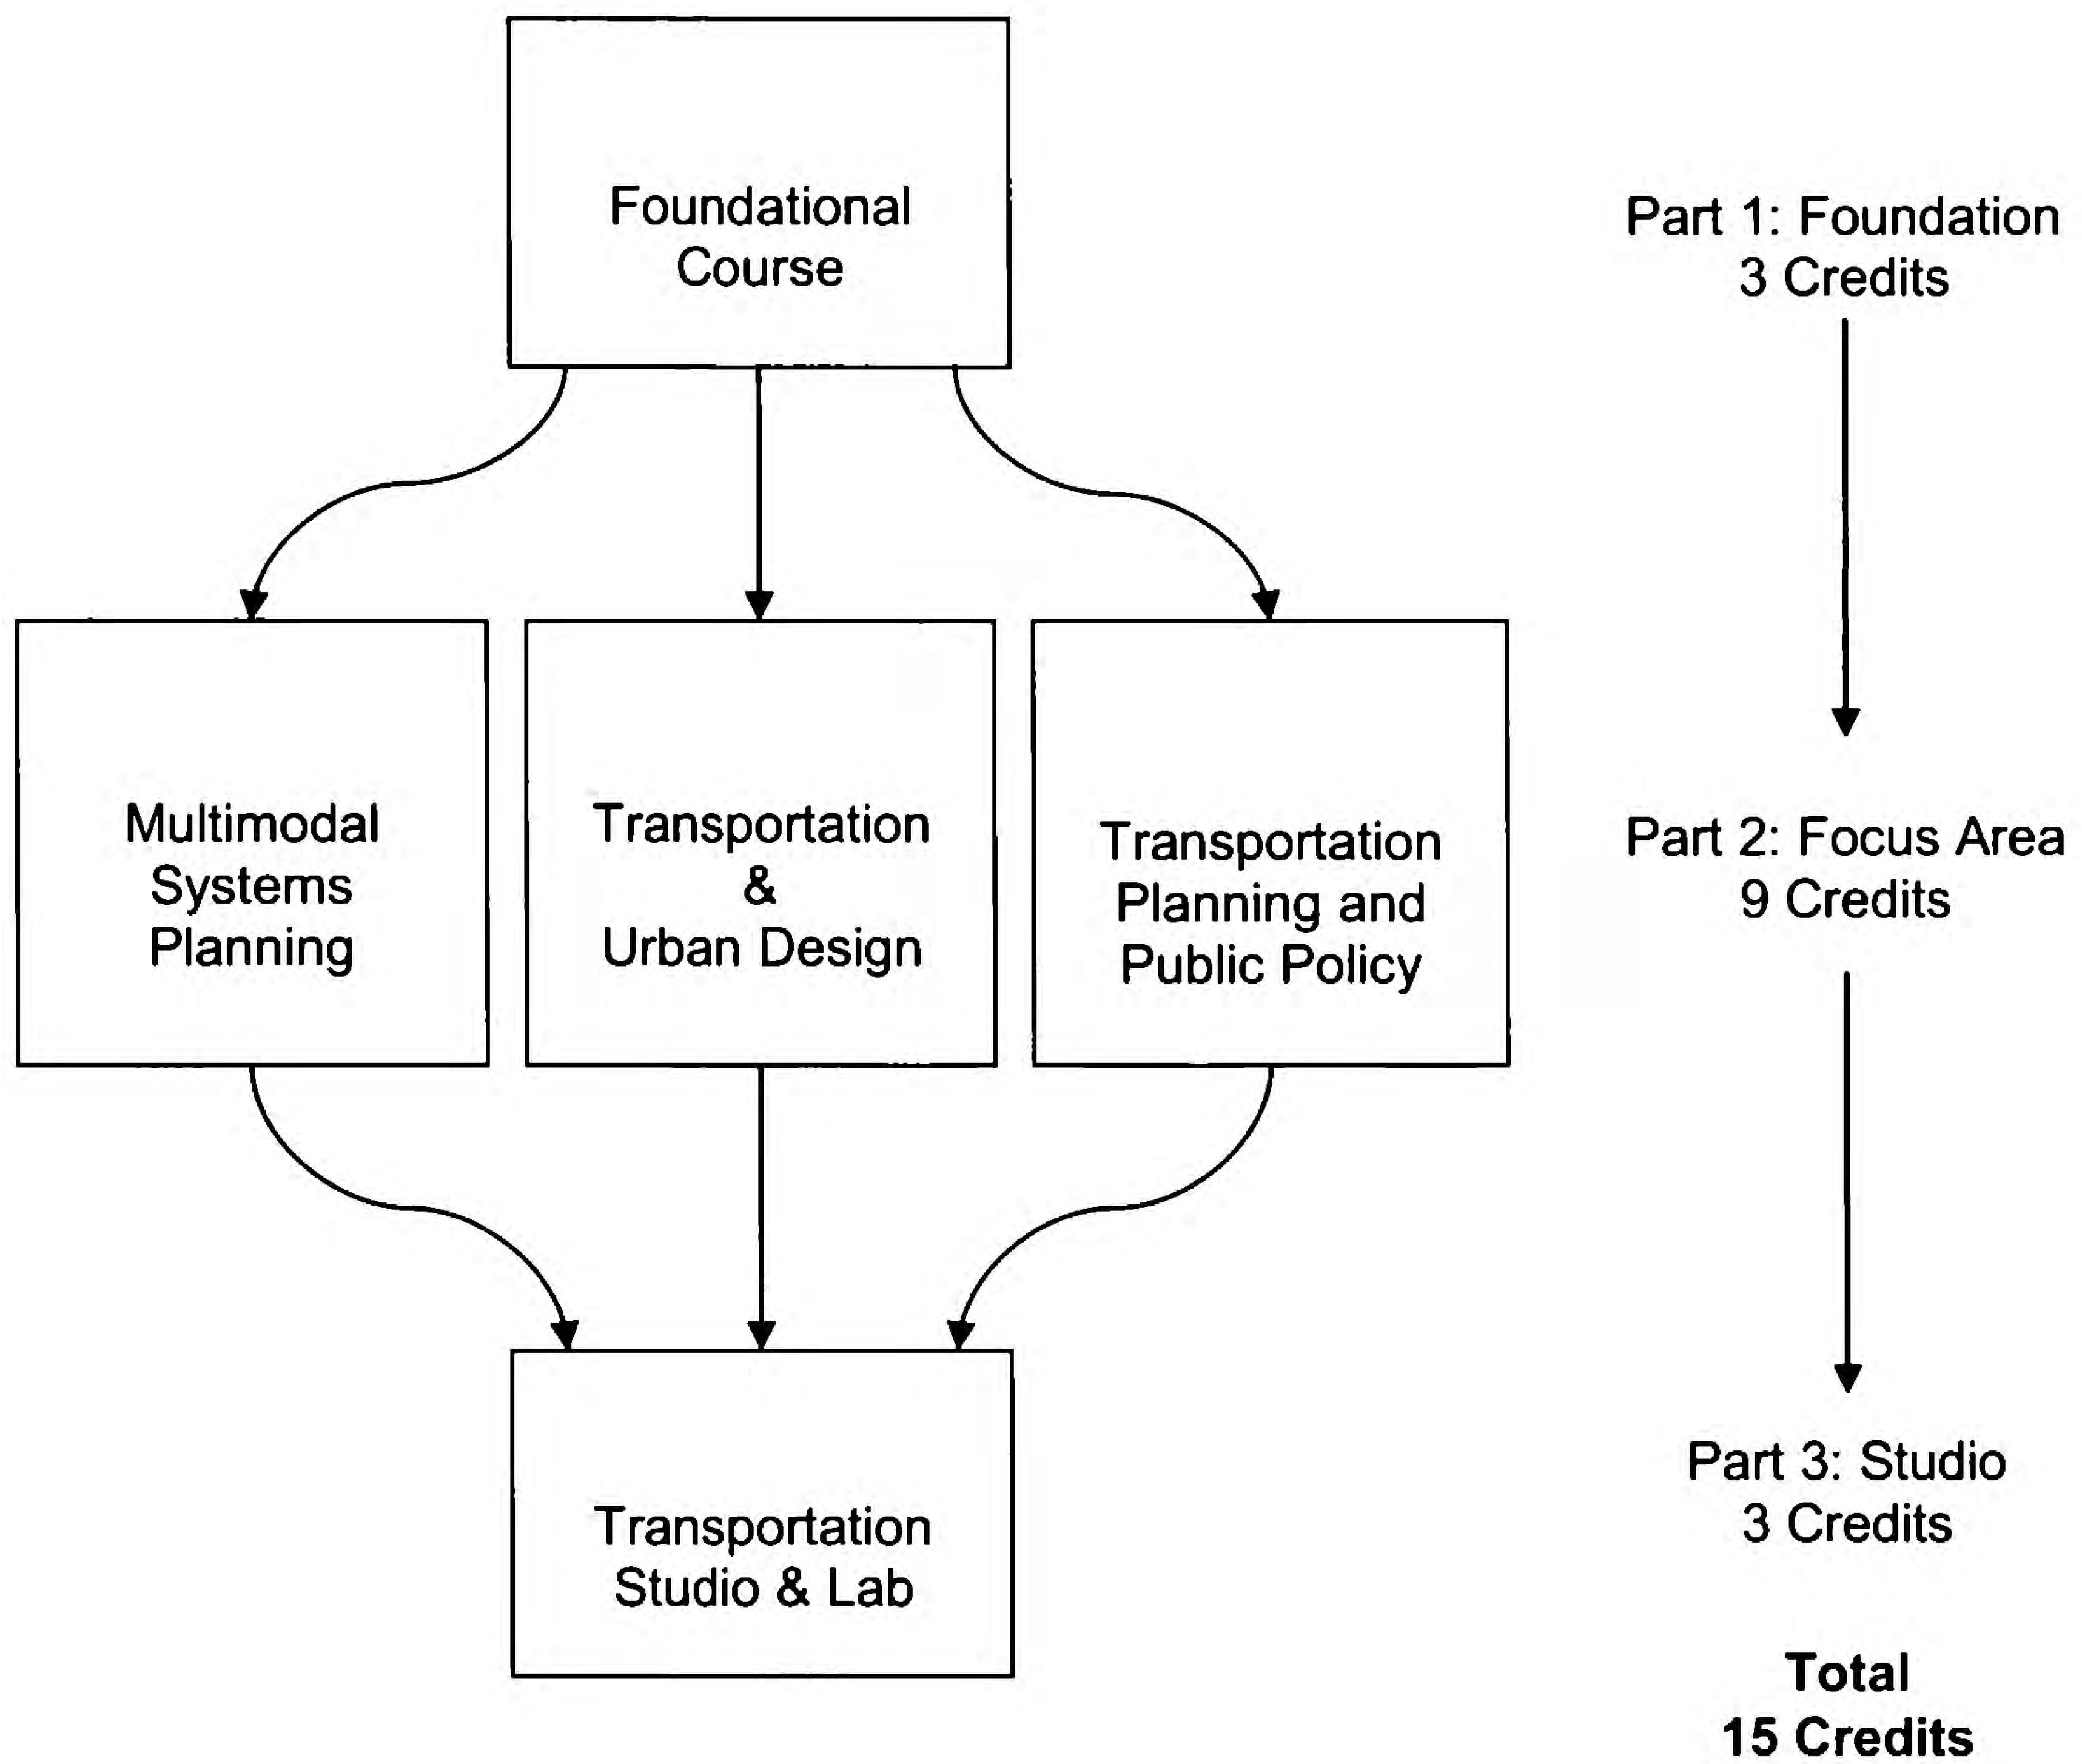 Foundational
Course
Part 1: Foundation
3 Credits
Multimodal
Systems
Planning
Transportation
&
Urban Design
Transportation
Planning and
Public Policy
Part 2: Focus Area
9 Credits
Transportation
Studio & Lab
Part 3: Studio
3 Credits
Total
15 Credits